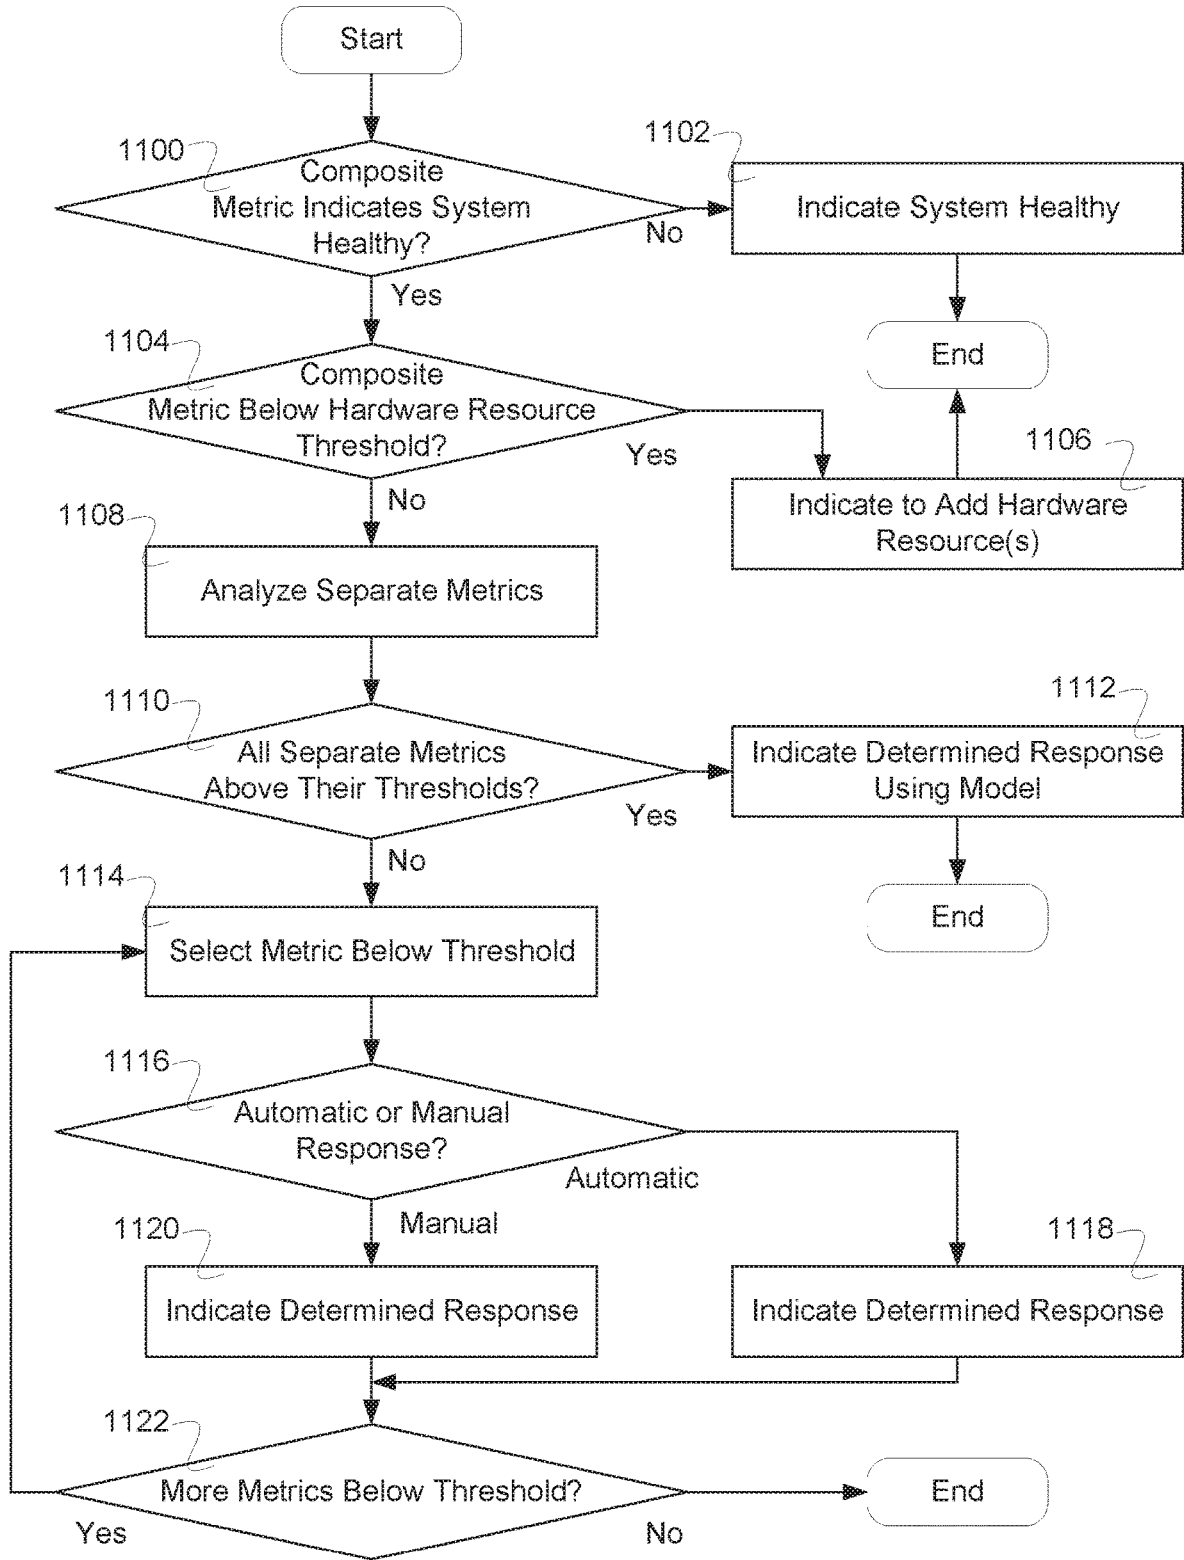 Start
1100
Composite
Metric Indicates System
Healthy?
No
Yes
1102
Indicate System Healthy
End
1104
Composite
Metric Below Hardware Resource
Threshold?
Yes
No
1106
Indicate to Add Hardware
Resource(s)
1108
Analyze Separate Metrics
1110
All Separate Metrics
Above Their Thresholds?
Yes
No
1112
Indicate Determined Response
Using Model
End
1114
Select Metric Below Threshold
1116
Automatic or Manual
Response?
Automatic
Manual
1120
Indicate Determined Response
1118
Indicate Determined Response
1122
More Metrics Below Threshold?
Yes
No
End